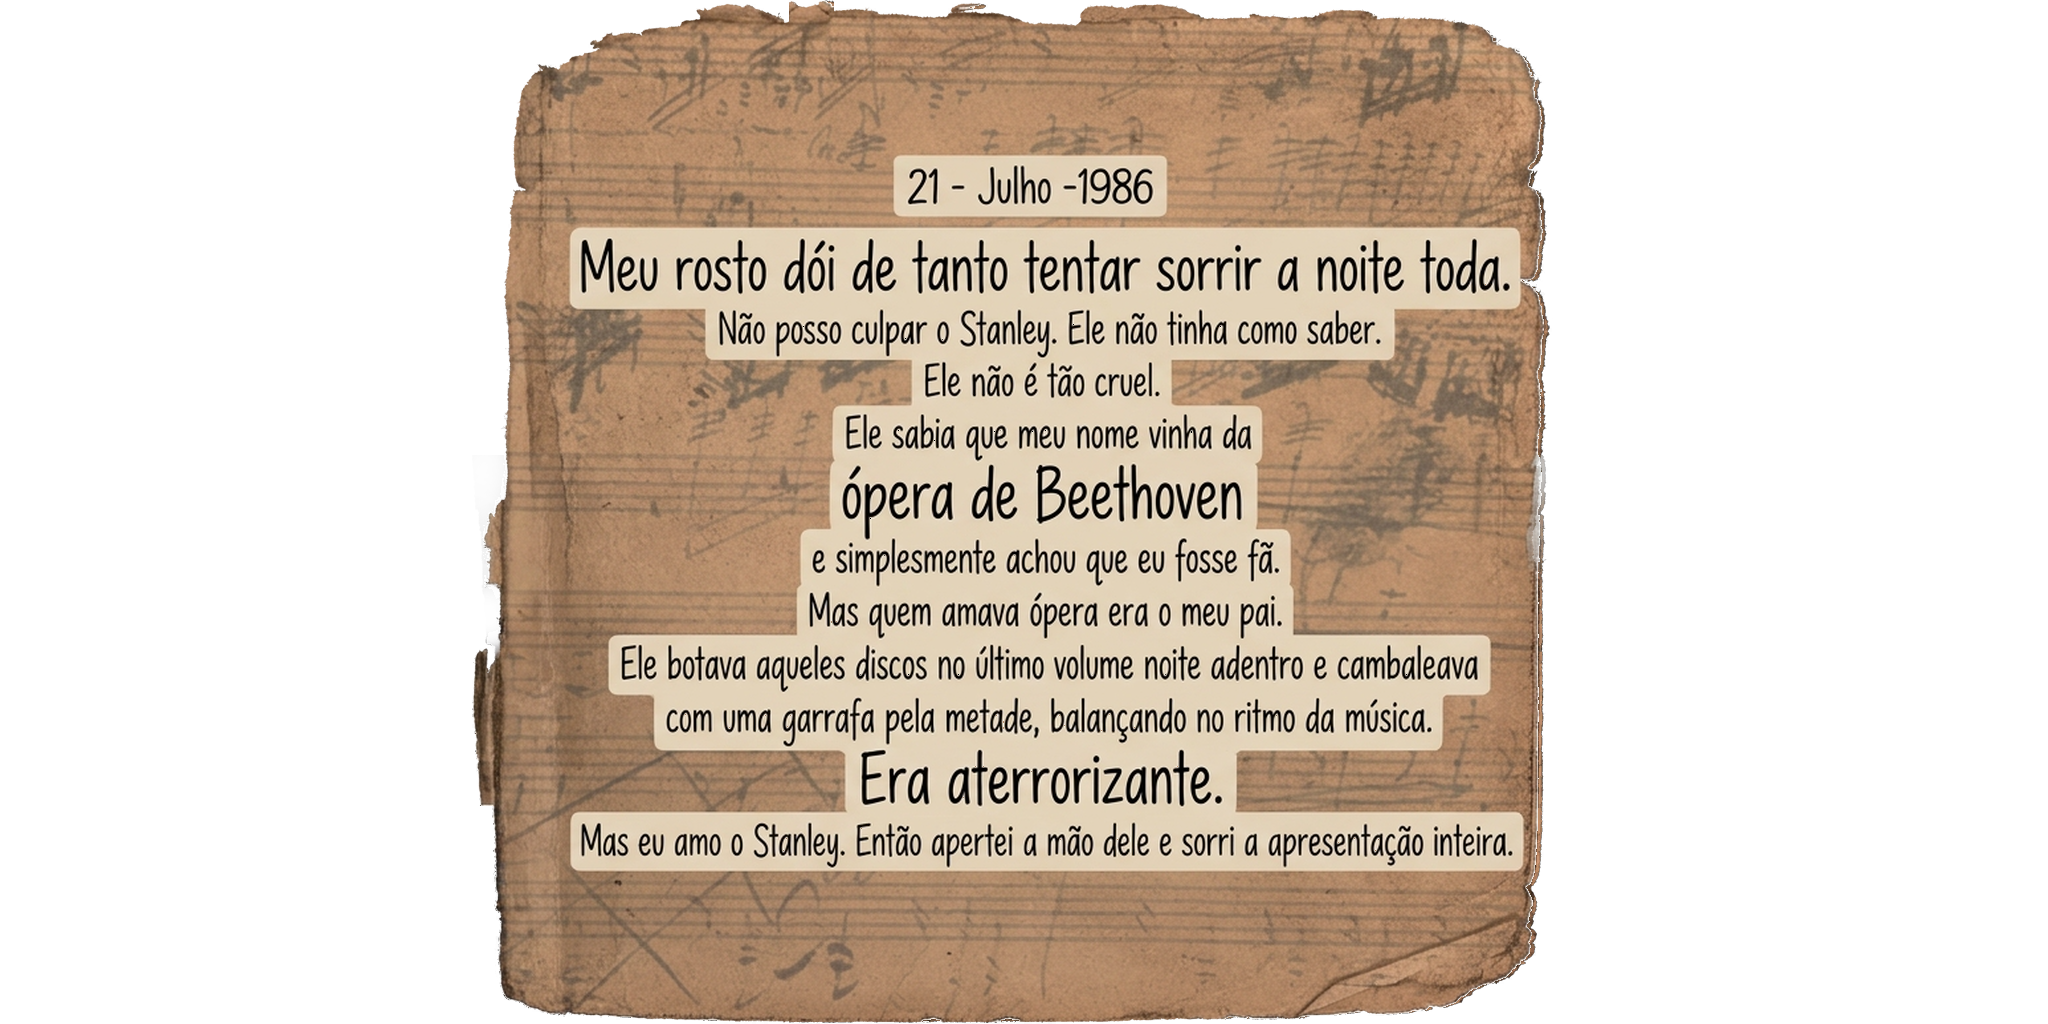 21 - Julho -1986
Meu rosto dói de tanto tentar sorrir a noite toda.
Não posso culpar o Stanley. Ele não tinha como saber.
Ele não é tão cruel.
Ele sabia que meu nome vinha da
ópera de Beethoven
e simplesmente achou que eu fosse fã.
Mas quem amava ópera era o meu pai.
Ele botava aqueles discos no último volume noite adentro e cambaleava
com uma garrafa pela metade, balançando no ritmo da música.
Era aterrorizante.
Mas eu amo o Stanley. Então apertei a mão dele e sorri a apresentação inteira.